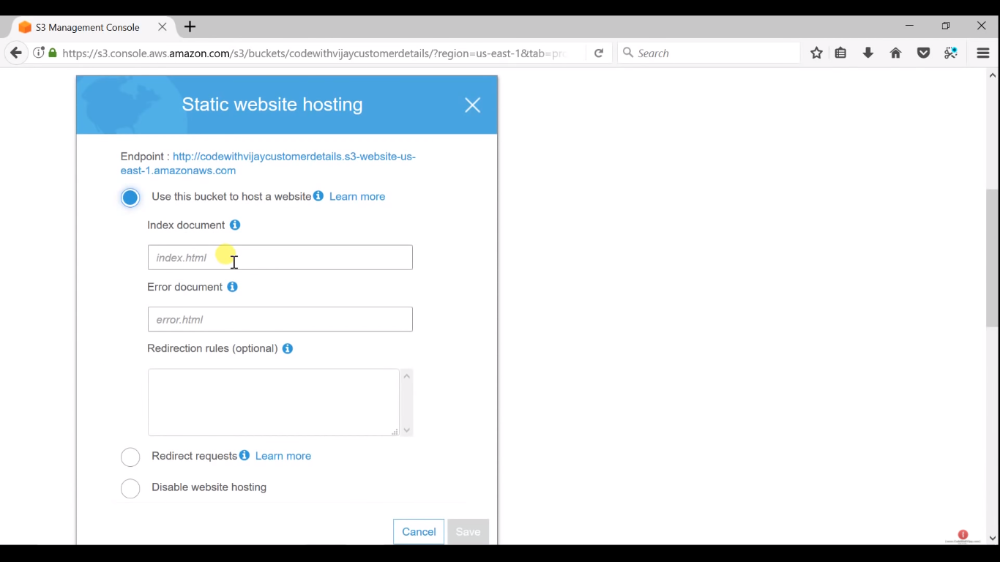 S3 Management Console
https://s3.console.aws.amazon.com/s3/buckets/codewithvijaycustomerdetails/?region=us-east-1&tab=pro
Search
Static website hosting
Endpoint : http://codewithvijaycustomerdetails.s3-website-us-
east-1.amazonaws.com
Use this bucket to host a website Learn more
Index document
index.html
Error document
error.html
Redirection rules (optional)
Redirect requests Learn more
Disable website hosting
Cancel Save